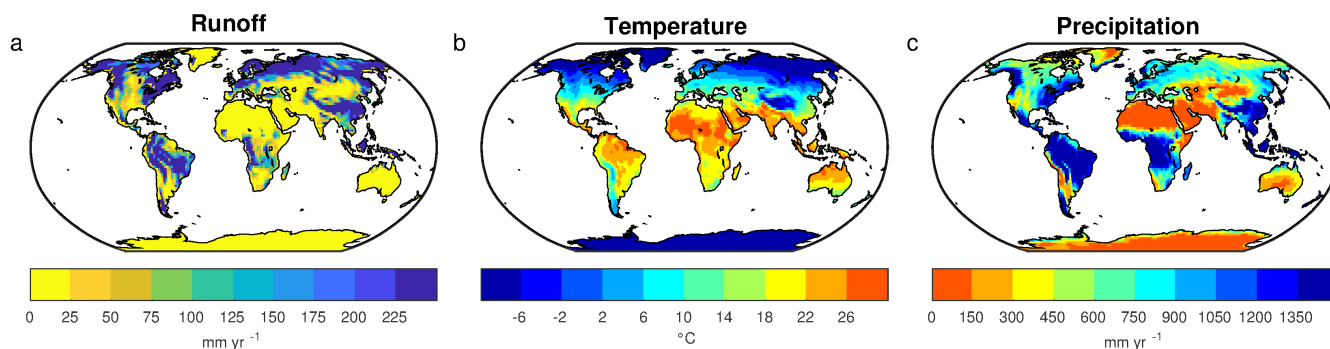 Runoff
Temperature
Precipitation
a
b
c
0 25 50 75 100 125 150 175 200 225
mm yr -1
-6 -2 2 6 10 14 18 22 26
°C
0 150 300 450 600 750 900 1050 1200 1350
mm yr -1